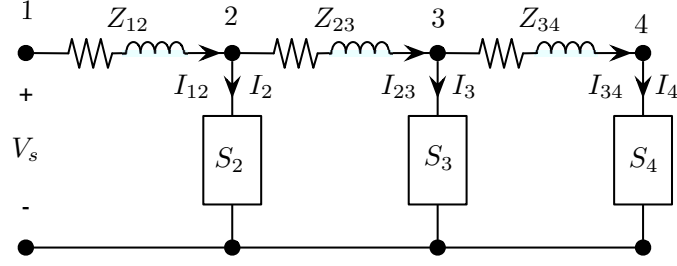 1 Z₁₂ 2 Z₂₃ 3 Z₃₄ 4
+ I₁₂ I₂ I₂₃ I₃ I₃₄ I₄
Vₛ S₂ S₃ S₄
-